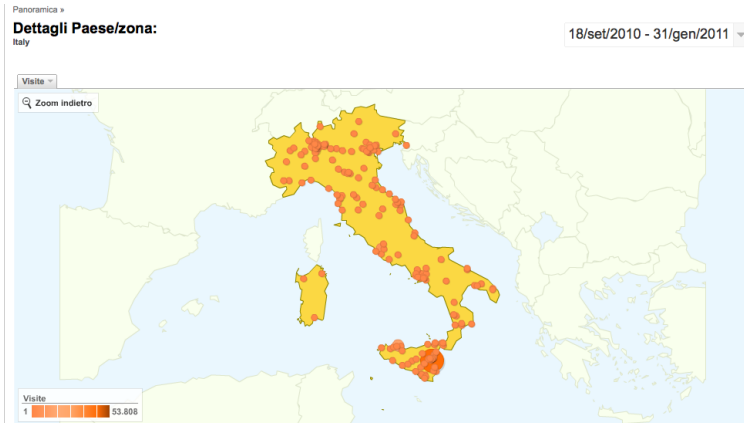 Panoramica »
Dettagli Paese/zona:
Italy
18/set/2010 - 31/gen/2011
Visite
Zoom indietro
Visite
1 53.808